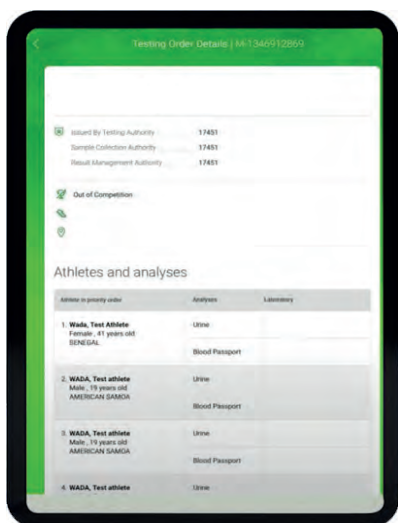 Testing Order Details | M-1346912869
Issued By Testing Authority 17451
Sample Collection Authority 17451
Result Management Authority 17451
Out of Competition
Athletes and analyses
Athlete in priority order Analyses Laboratory
1. Wada, Test Athlete Urine
Female , 41 years old
SENEGAL
Blood Passport
2. WADA, Test athlete Urine
Male , 19 years old
AMERICAN SAMOA
Blood Passport
3. WADA, Test athlete Urine
Male , 19 years old
AMERICAN SAMOA
Blood Passport
4. WADA, Test athlete Urine